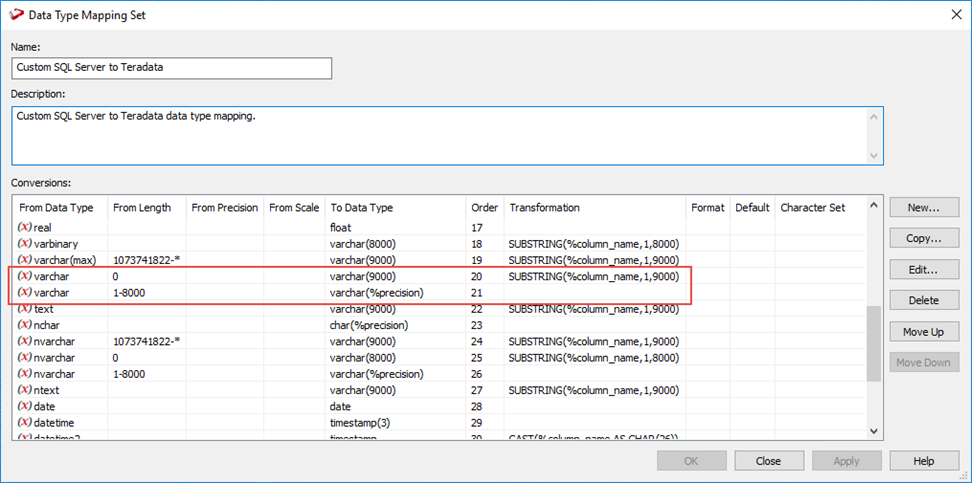 Data Type Mapping Set
Name:
Custom SQL Server to Teradata
Description:
Custom SQL Server to Teradata data type mapping.
Conversions:
From Data Type From Length From Precision From Scale To Data Type Order Transformation Format Default Character Set
(x) real float 17
(x) varbinary varchar(8000) 18 SUBSTRING(%column_name,1,8000)
(x) varchar(max) 1073741822-* varchar(9000) 19 SUBSTRING(%column_name,1,9000)
(x) varchar 0 varchar(9000) 20 SUBSTRING(%column_name,1,9000)
(x) varchar 1-8000 varchar(%precision) 21
(x) text varchar(9000) 22 SUBSTRING(%column_name,1,9000)
(x) nchar char(%precision) 23
(x) nvarchar 1073741822-* varchar(9000) 24 SUBSTRING(%column_name,1,9000)
(x) nvarchar 0 varchar(8000) 25 SUBSTRING(%column_name,1,8000)
(x) nvarchar 1-8000 varchar(%precision) 26
(x) ntext varchar(9000) 27 SUBSTRING(%column_name,1,9000)
(x) date date 28
(x) datetime timestamp(3) 29
(x) datetime2 timestamp 30 CAST(%column_name AS CHAR(26))
New...
Copy...
Edit...
Delete
Move Up
Move Down
OK Close Apply Help